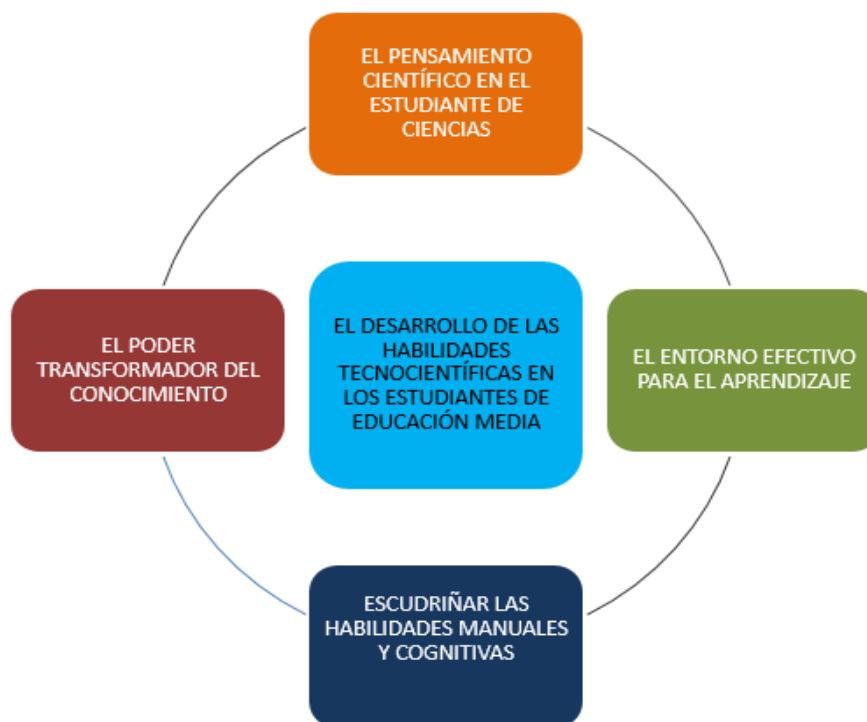 EL PENSAMIENTO
CIENTÍFICO EN EL
ESTUDIANTE DE
CIENCIAS
EL PODER
TRANSFORMADOR DEL
CONOCIMIENTO
EL DESARROLLO DE LAS
HABILIDADES
TECNOCIENTÍFICAS EN
LOS ESTUDIANTES DE
EDUCACIÓN MEDIA
EL ENTORNO EFECTIVO
PARA EL APRENDIZAJE
ESCUDRIÑAR LAS
HABILIDADES MANUALES
Y COGNITIVAS